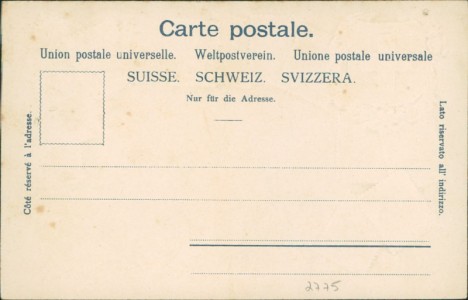 Carte postale.
Union postale universelle. Weltpostverein. Unione postale universale
SUISSE. SCHWEIZ. SVIZZERA.
Nur für die Adresse.
Côté réservé à l'adresse.
Lato riservato all' indirizzo.
2775